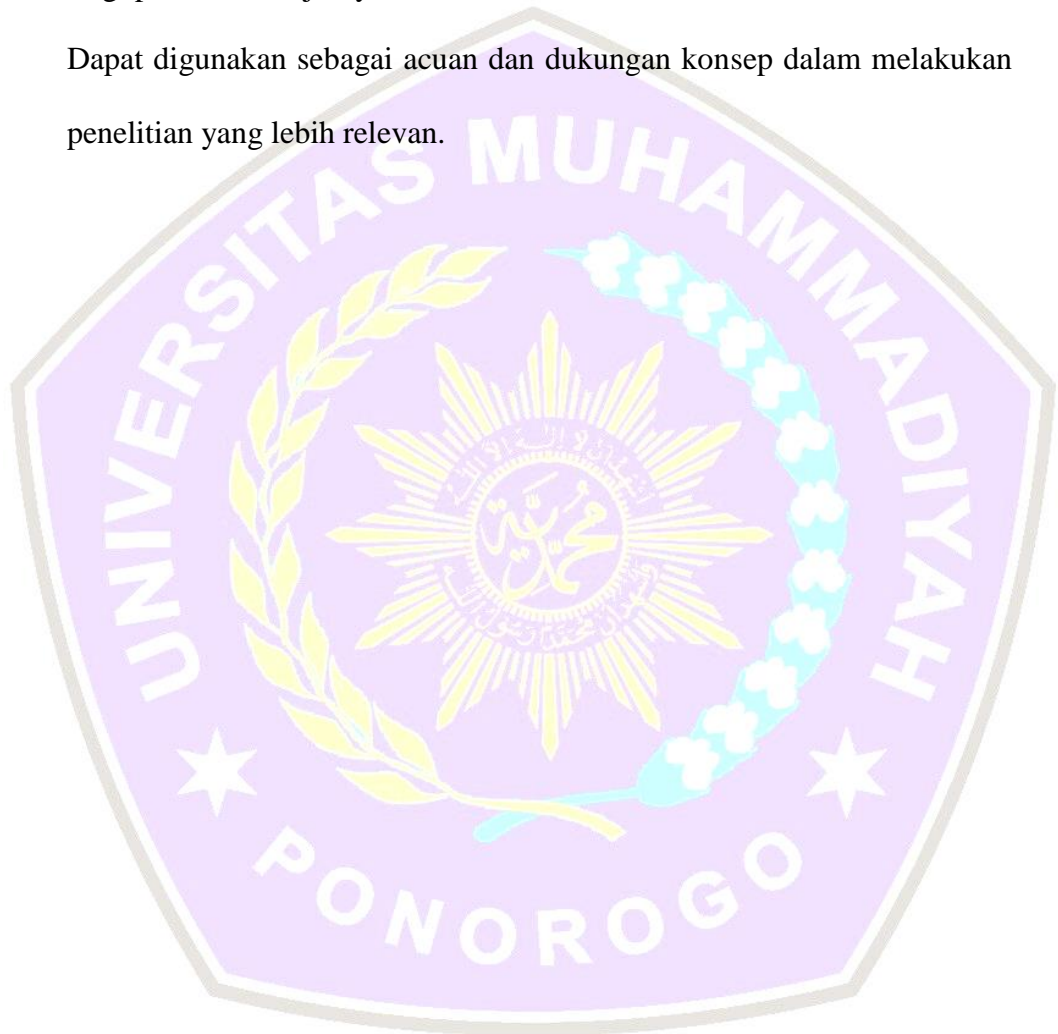 Dapat digunakan sebagai acuan dan dukungan konsep dalam melakukan
penelitian yang lebih relevan.
UNIVERSITAS MUHAMMADIYAH
PONOROGO